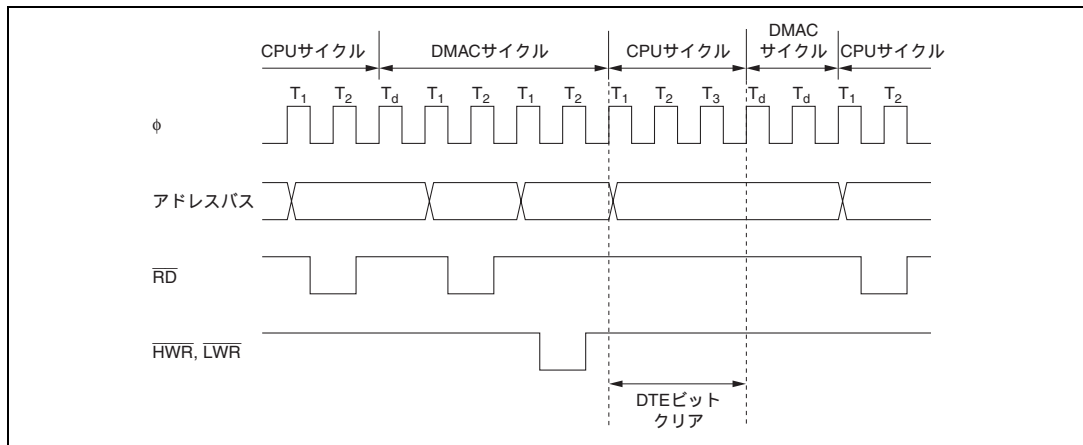 CPUサイクル DMACサイクル CPUサイクル DMAC サイクル CPUサイクル
T1 T2 Td T1 T2 T1 T2 T1 T2 T3 Td Td T1 T2
φ
アドレスバス
RD
HWR, LWR
DTEビット
クリア